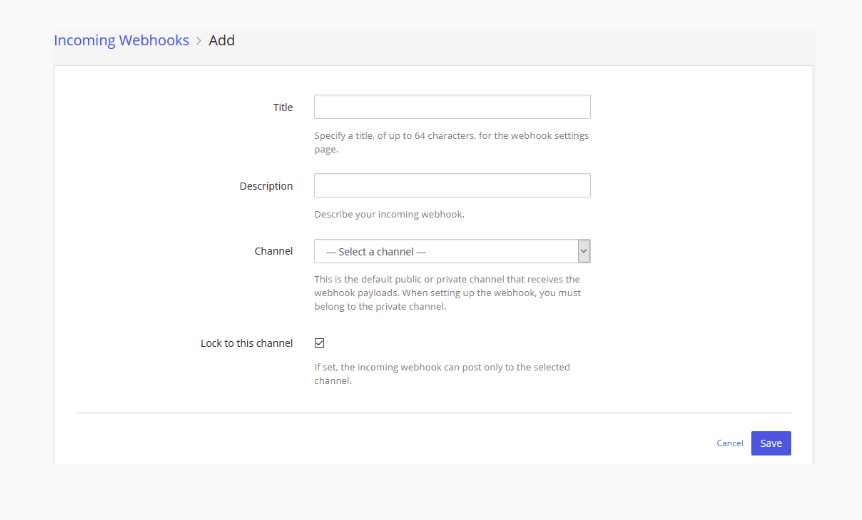 Incoming Webhooks > Add
Title
Specify a title, of up to 64 characters, for the webhook settings
page.
Description
Describe your incoming webhook.
Channel
--- Select a channel ---
This is the default public or private channel that receives the
webhook payloads. When setting up the webhook, you must
belong to the private channel.
Lock to this channel
If set, the incoming webhook can post only to the selected
channel.
Cancel Save